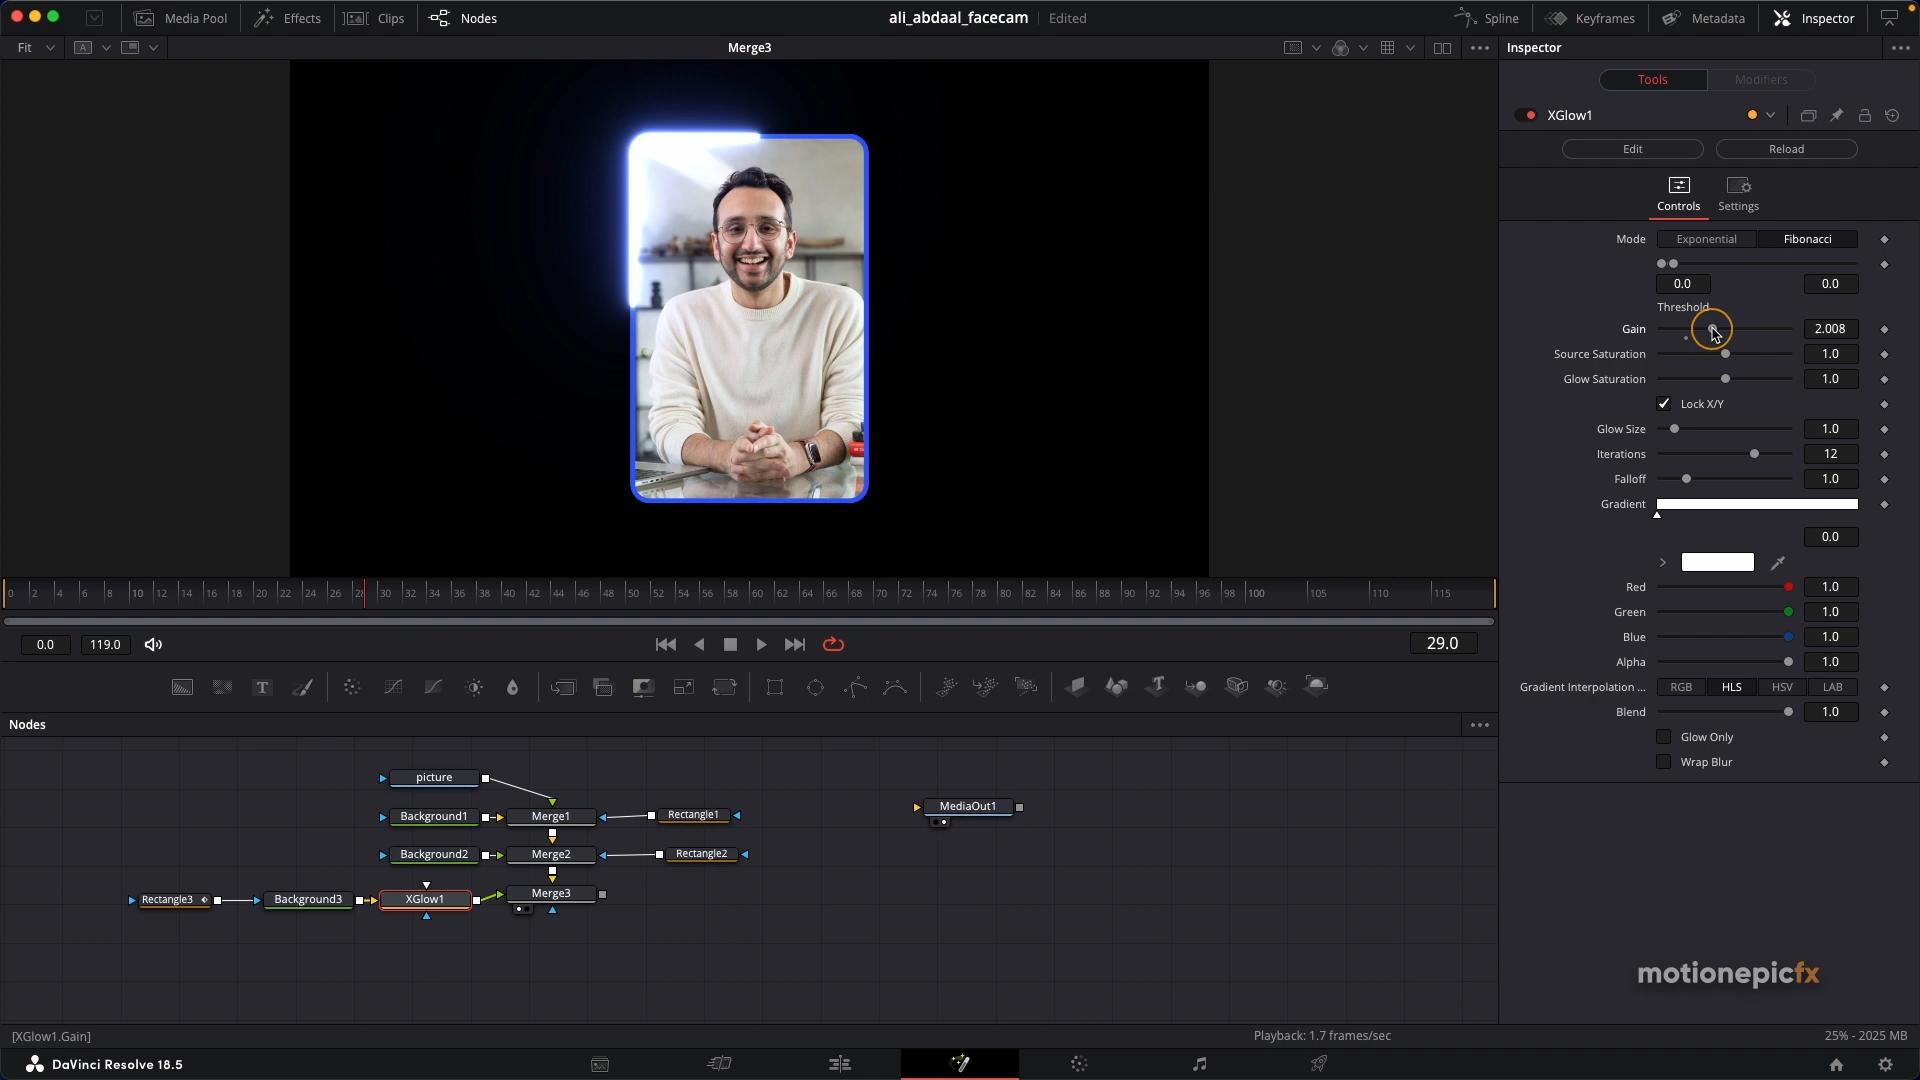 Media Pool Effects Clips Nodes ali_abdaal_facecam Edited Spline Keyframes Metadata Inspector
Fit A Merge3 Inspector
Tools Modifiers
XGlow1
Edit Reload
Controls Settings
Mode Exponential Fibonacci
0.0 0.0
Threshold
Gain 2.008
Source Saturation 1.0
Glow Saturation 1.0
Lock X/Y
Glow Size 1.0
Iterations 12
Falloff 1.0
Gradient
0.0
Red 1.0
Green 1.0
Blue 1.0
Alpha 1.0
Gradient Interpolation ... RGB HLS HSV LAB
Blend 1.0
Glow Only
Wrap Blur
0 2 4 6 8 10 12 14 16 18 20 22 24 26 28 30 32 34 36 38 40 42 44 46 48 50 52 54 56 58 60 62 64 66 68 70 72 74 76 78 80 82 84 86 88 90 92 94 96 98 100 105 110 115
0.0 119.0 29.0
T
T
Nodes
picture
Background1 Merge1 Rectangle1
Background2 Merge2 Rectangle2
Rectangle3 Background3 XGlow1 Merge3
MediaOut1
motionepicfx
[XGlow1.Gain] Playback: 1.7 frames/sec 25% - 2025 MB
DaVinci Resolve 18.5